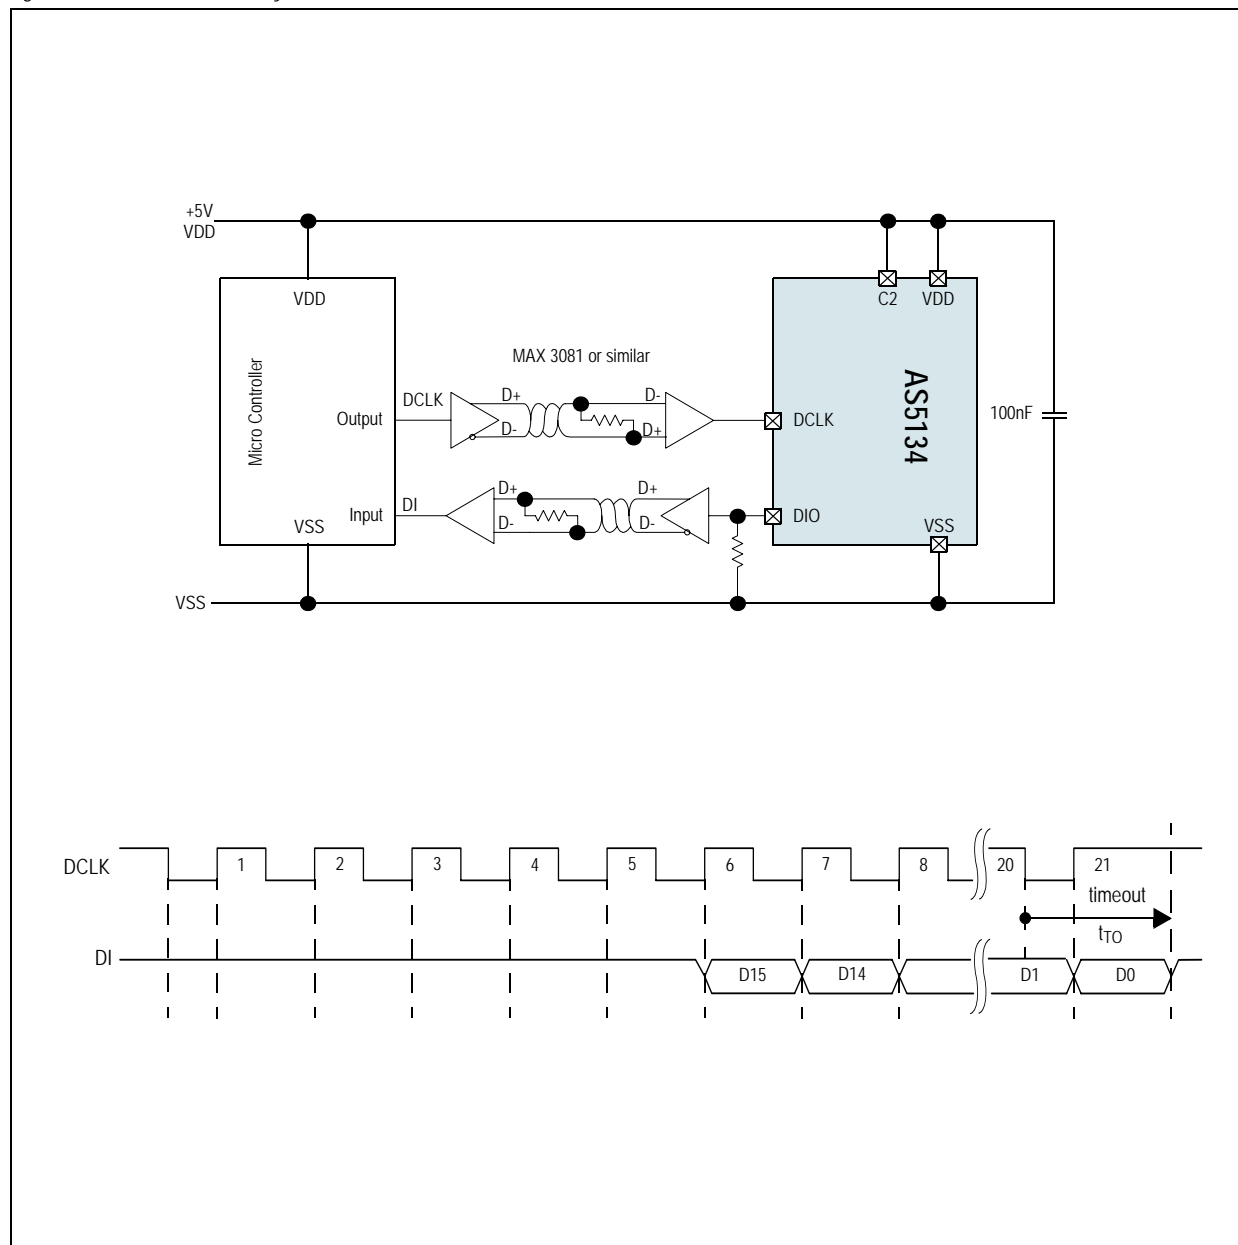 +5V
VDD
VDD
C2 VDD
Micro Controller
MAX 3081 or similar
AS5134
Output DCLK D+ D- D- D+ DCLK
100nF
Input DI D+ D- D+ D- DIO
VSS VSS
VSS
DCLK 1 2 3 4 5 6 7 8 20 21
timeout
tTO
DI D15 D14 D1 D0